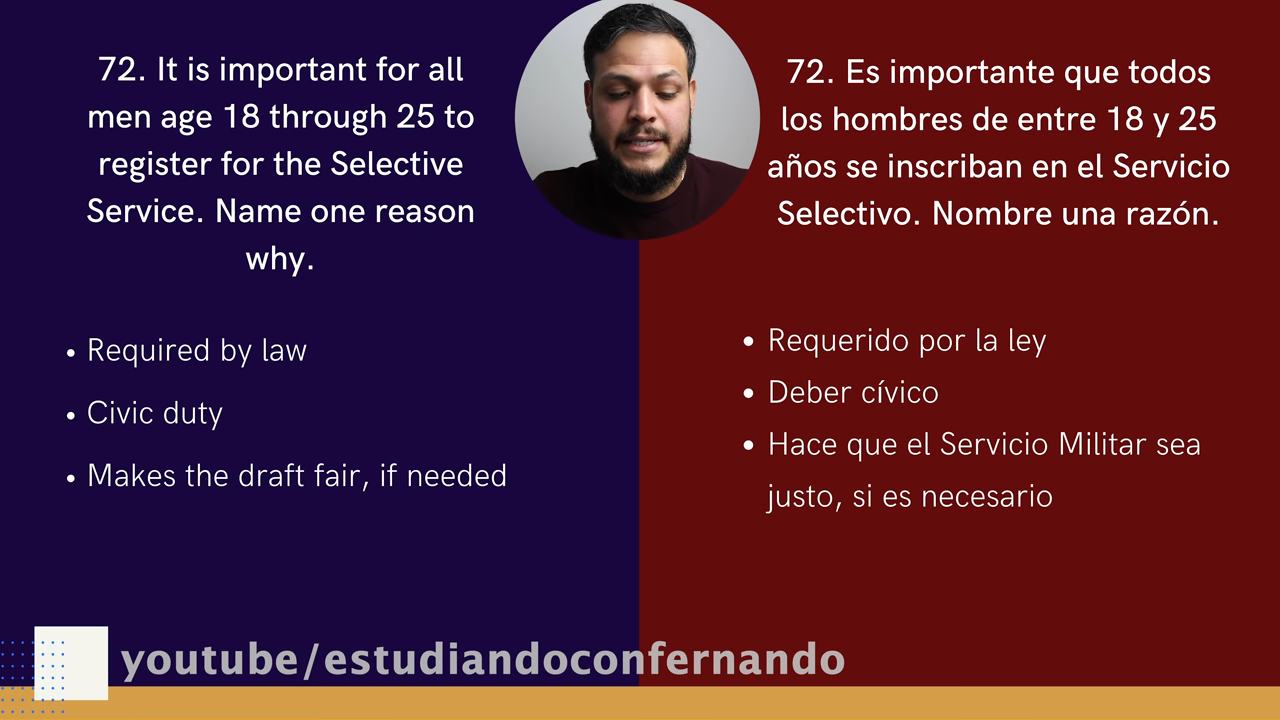 72. It is important for all
men age 18 through 25 to
register for the Selective
Service. Name one reason
why.
• Required by law
• Civic duty
• Makes the draft fair, if needed
72. Es importante que todos
los hombres de entre 18 y 25
años se inscriban en el Servicio
Selectivo. Nombre una razón.
• Requerido por la ley
• Deber cívico
• Hace que el Servicio Militar sea
justo, si es necesario
youtube/estudiandoconfernando